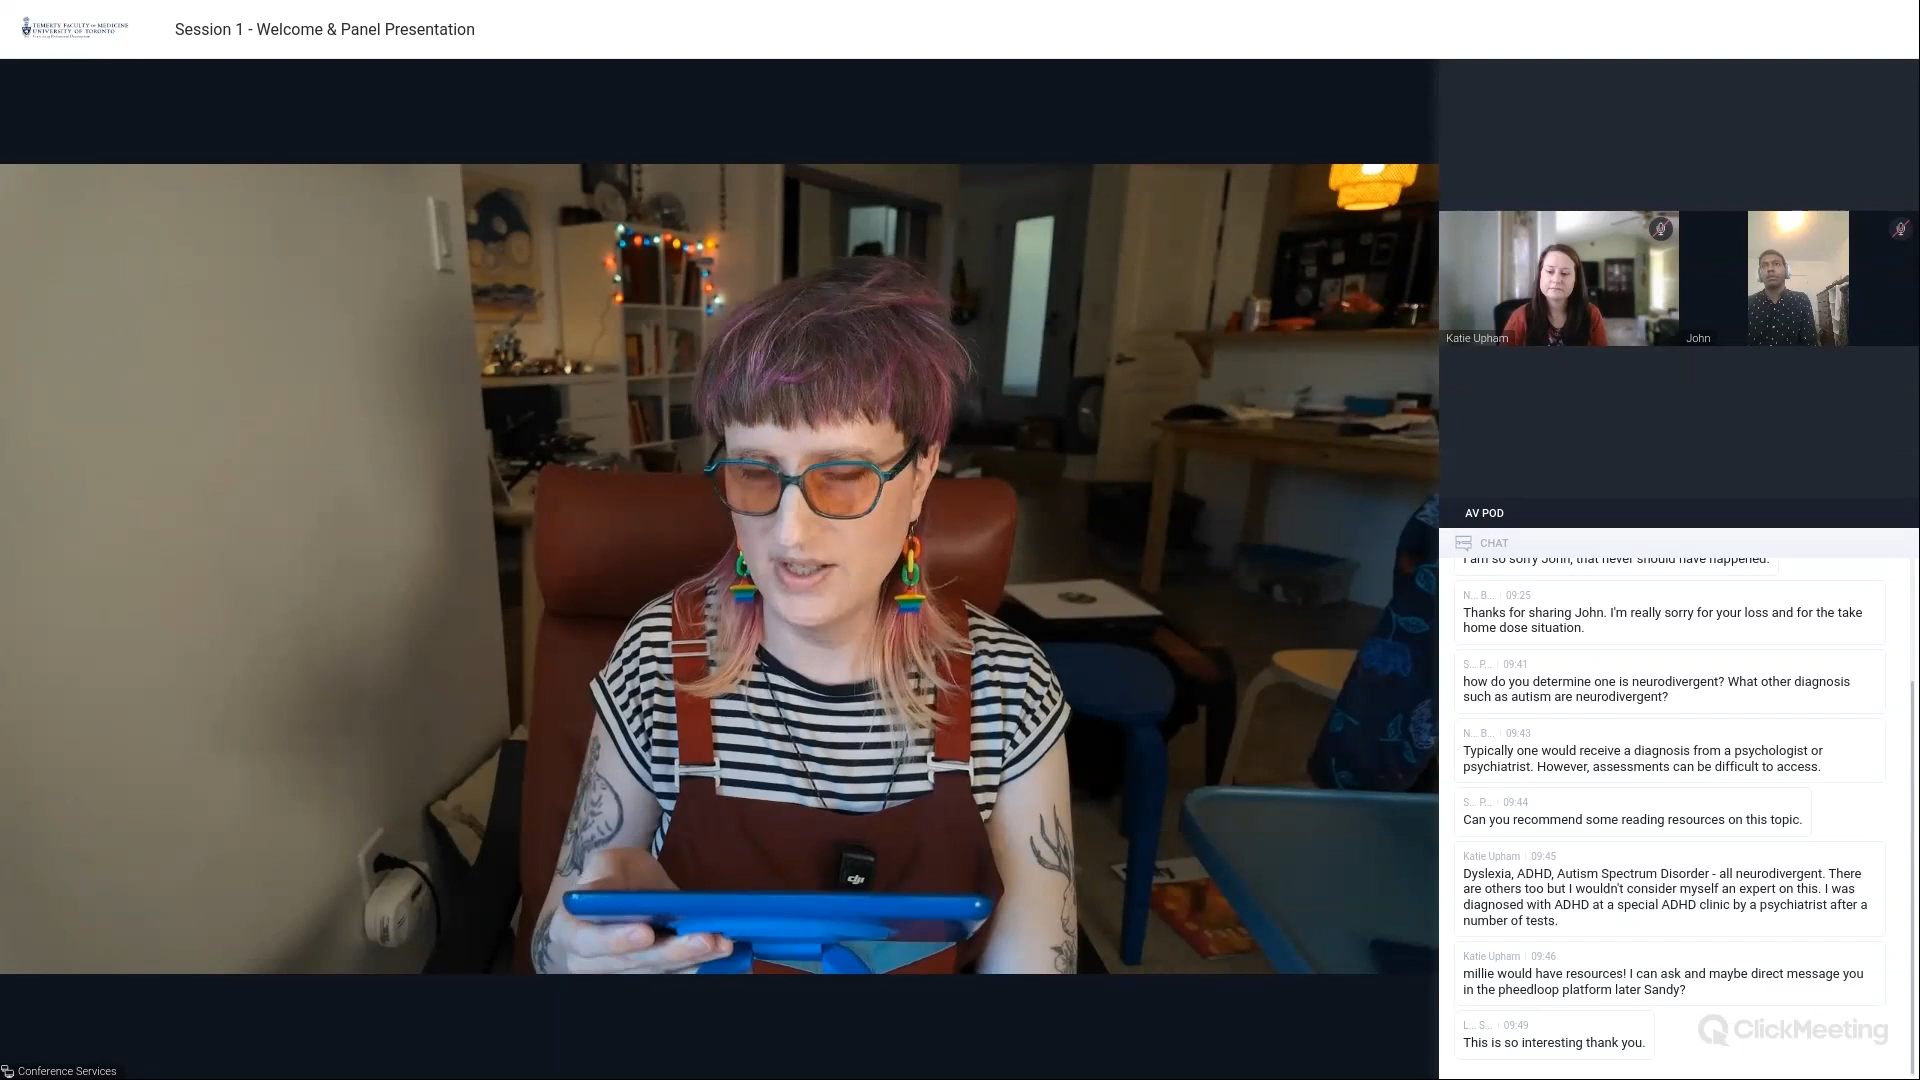 TEMERTY FACULTY OF MEDICINE
UNIVERSITY OF TORONTO
Session 1 - Welcome & Panel Presentation
Katie Upham
John
AV POD
CHAT
I am so sorry John, that never should have happened.
N... B... 09:25
Thanks for sharing John. I'm really sorry for your loss and for the take
home dose situation.
S... P... 09:41
how do you determine one is neurodivergent? What other diagnosis
such as autism are neurodivergent?
N... B... 09:43
Typically one would receive a diagnosis from a psychologist or
psychiatrist. However, assessments can be difficult to access.
S... P... 09:44
Can you recommend some reading resources on this topic.
Katie Upham 09:45
Dyslexia, ADHD, Autism Spectrum Disorder - all neurodivergent. There
are others too but I wouldn't consider myself an expert on this. I was
diagnosed with ADHD at a special ADHD clinic by a psychiatrist after a
number of tests.
Katie Upham 09:46
millie would have resources! I can ask and maybe direct message you
in the pheedloop platform later Sandy?
L... S... 09:49
This is so interesting thank you.
ClickMeeting
dji
Conference Services